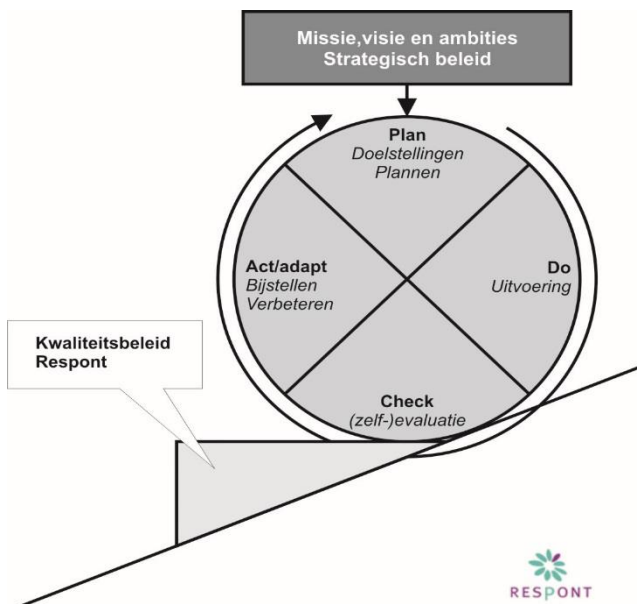 Missie,visie en ambities
Strategisch beleid
Plan
Doelstellingen
Plannen
Act/adapt
Bijstellen
Verbeteren
Do
Uitvoering
Kwaliteitsbeleid
Respont
Check
(zelf-)evaluatie
RESPONT